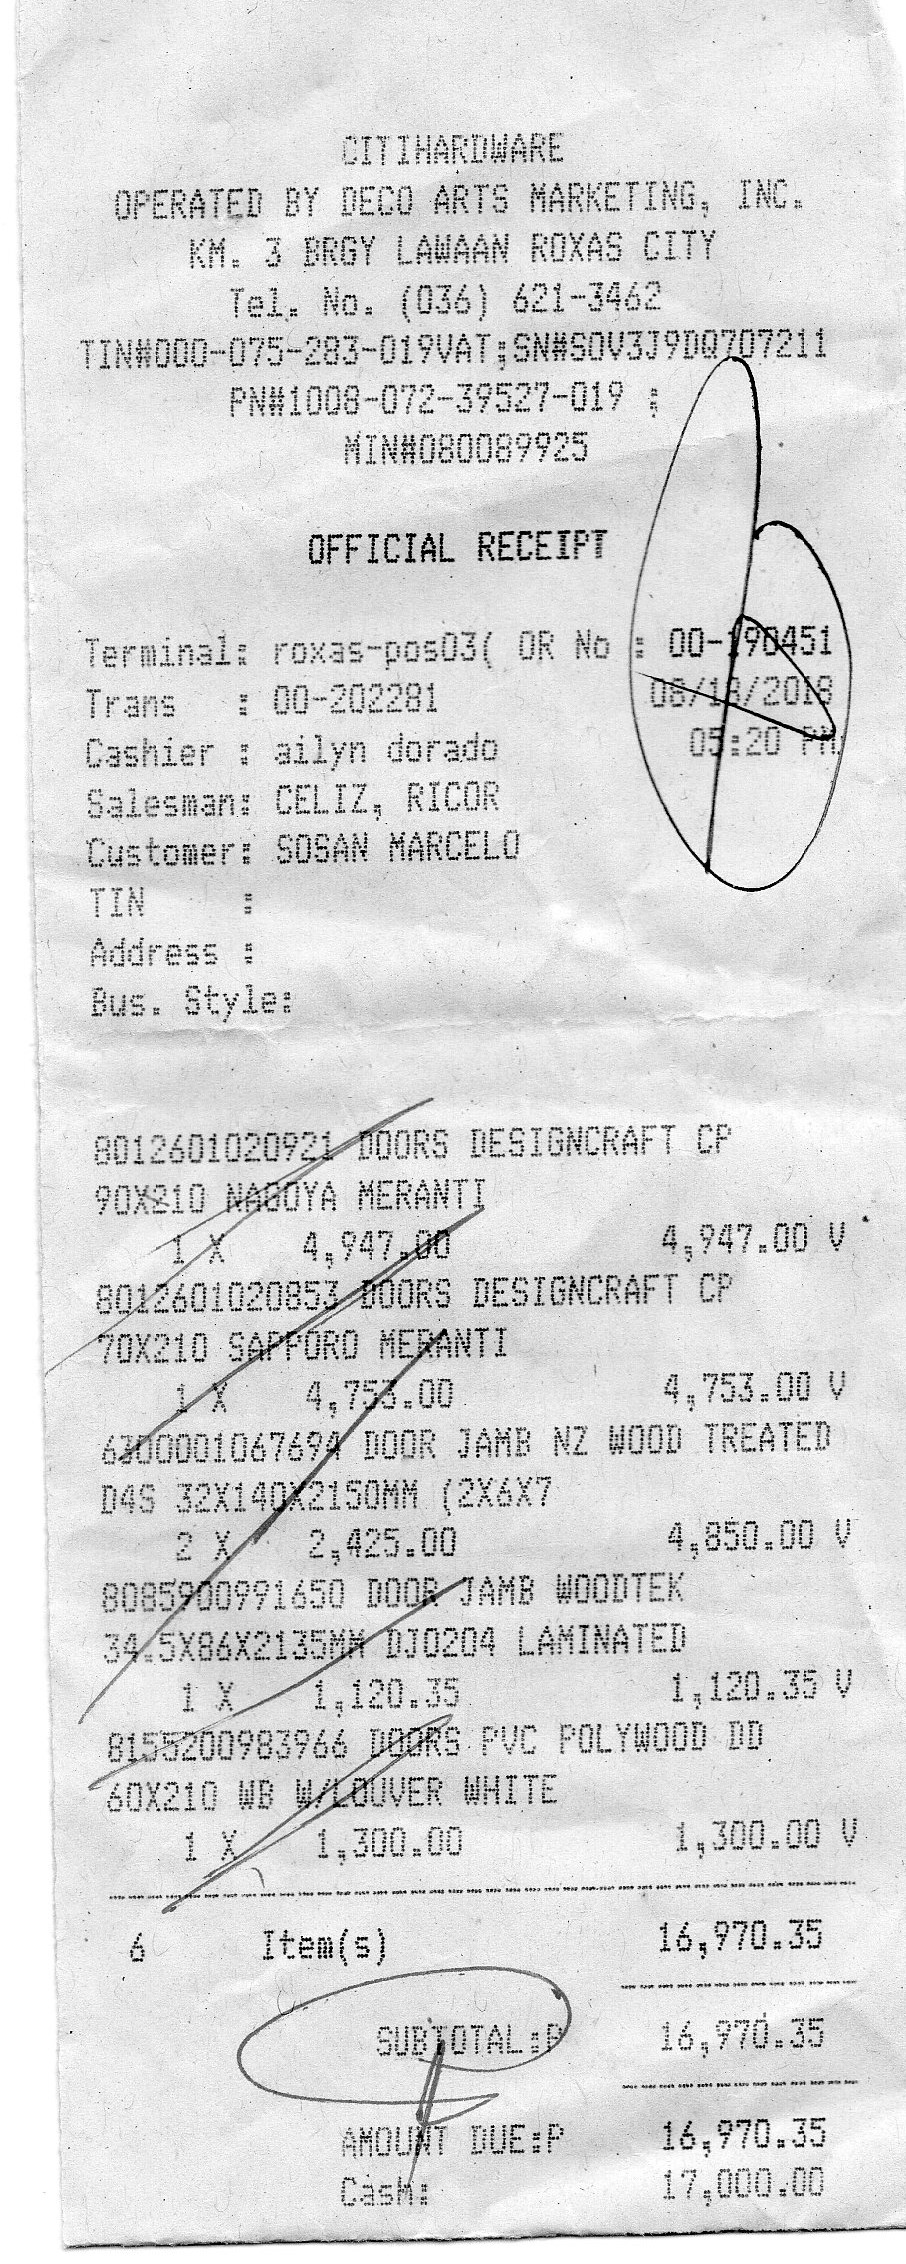 CITIHARDWARE
OPERATED BY DECO ARTS MARKETING, INC.
KM. 3 BRGY LAWAAN ROXAS CITY
Tel. No. (036) 621-3462
TIN#000-075-283-019VAT;SN#S0V3J9DQ707211
PN#1008-072-39527-019 ;
MIN#080089925
OFFICIAL RECEIPT
Terminal: roxas-pos03( OR No : 00-190451
Trans : 00-202281 08/18/2018
Cashier : ailyn dorado 05:20 PM
Salesman: CELIZ, RICOR
Customer: SOSAN MARCELO
TIN :
Address :
Bus. Style:
8012601020921 DOORS DESIGNCRAFT CP
90X210 NAGOYA MERANTI
1 X 4,947.00 4,947.00 V
8012601020853 DOORS DESIGNCRAFT CP
70X210 SAPPORO MERANTI
1 X 4,753.00 4,753.00 V
630000106769A DOOR JAMB NZ WOOD TREATED
D4S 32X140X2150MM (2X6X7
2 X 2,425.00 4,850.00 V
8085900991650 DOOR JAMB WOODTEK
34.5X86X2135MM DJ0204 LAMINATED
1 X 1,120.35 1,120.35 V
8155200983966 DOORS PVC POLYWOOD DD
60X210 WB W/LOUVER WHITE
1 X 1,300.00 1,300.00 V
6 Item(s) 16,970.35
SUBTOTAL:P 16,970.35
AMOUNT DUE:P 16,970.35
Cash: 17,000.00